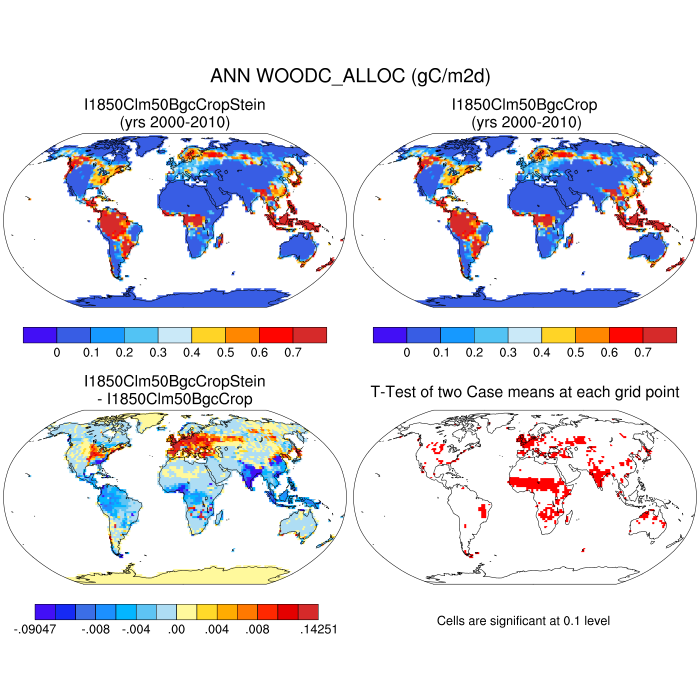 ANN WOODC_ALLOC (gC/m2d)
I1850Clm50BgcCropStein
(yrs 2000-2010)
I1850Clm50BgcCrop
(yrs 2000-2010)
0 0.1 0.2 0.3 0.4 0.5 0.6 0.7
0 0.1 0.2 0.3 0.4 0.5 0.6 0.7
I1850Clm50BgcCropStein
- I1850Clm50BgcCrop
T-Test of two Case means at each grid point
-.09047 -.008 -.004 .00 .004 .008 .14251
Cells are significant at 0.1 level